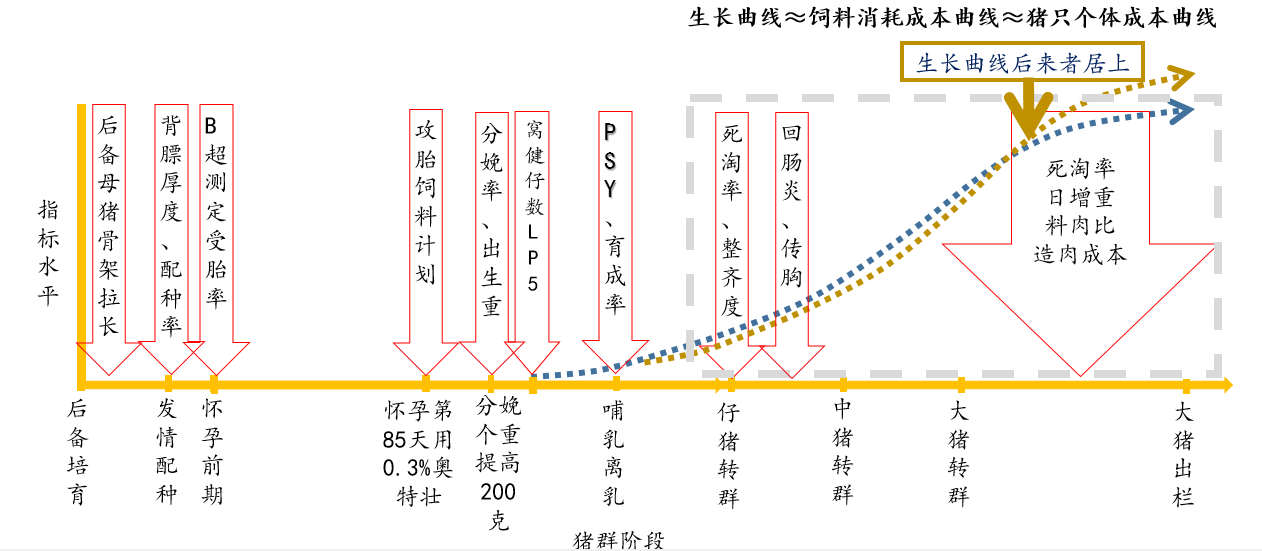 生长曲线≈饲料消耗成本曲线≈猪只个体成本曲线
生长曲线后来者居上
指标水平
后备母猪骨架拉长
背膘厚度、配种率
B超测定受胎率
攻胎饲料计划
分娩率、出生重
窝健仔数LP5
PSY、育成率
死淘率、整齐度
回肠炎、传胸
死淘率
日增重
料肉比
造肉成本
后备培育
发情配种
怀孕前期
怀孕第
85天用
0.3%奥
特壮
分娩
个重
提高
200
克
哺乳离乳
仔猪转群
中猪转群
大猪转群
大猪出栏
猪群阶段